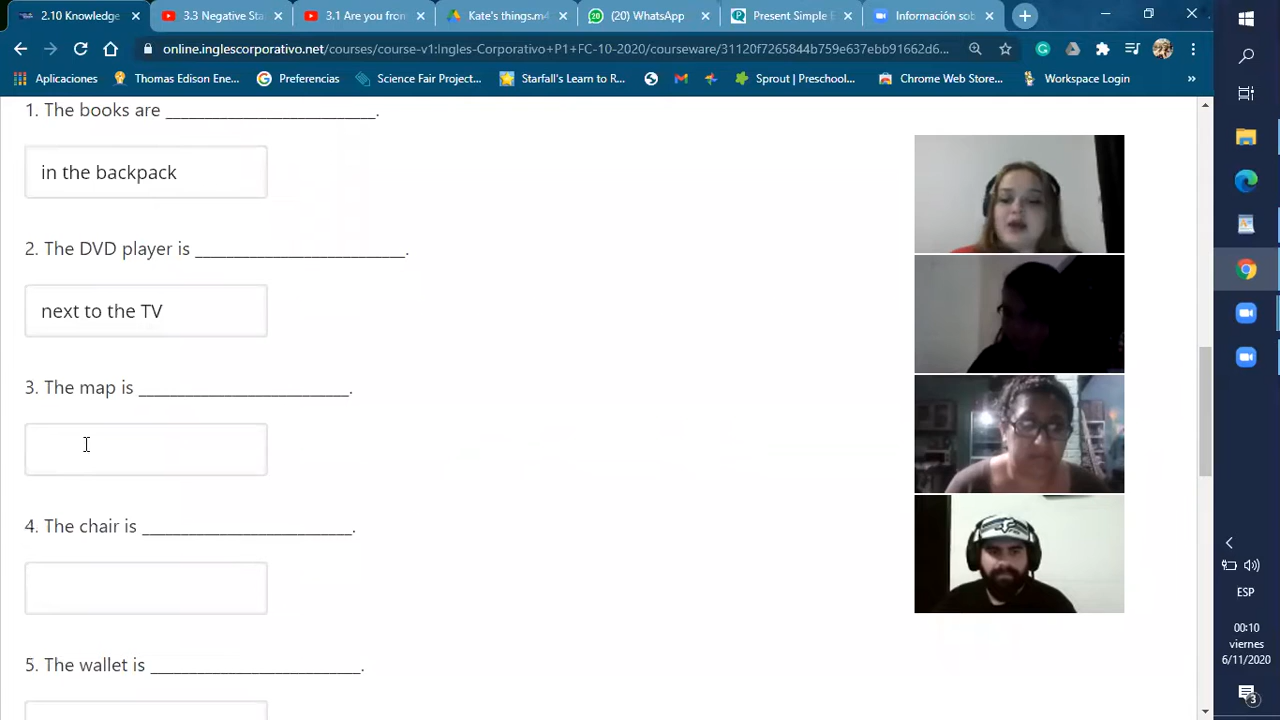 2.10 Knowledge
3.3 Negative Sta
3.1 Are you fron
Kate's things.m4
(20) WhatsApp
Present Simple E
Información sob
online.inglescorporativo.net/courses/course-v1:Ingles-Corporativo+P1+FC-10-2020/courseware/31120f7265844b759e637ebb91662d6...
Aplicaciones
Thomas Edison Ene...
Preferencias
Science Fair Project...
Starfall's Learn to R...
Sprout | Preschool...
Chrome Web Store...
Workspace Login
»
1. The books are ________________________.
in the backpack
2. The DVD player is ________________________.
next to the TV
3. The map is ________________________.
4. The chair is ________________________.
5. The wallet is ________________________.
ESP
00:10
viernes
6/11/2020
3